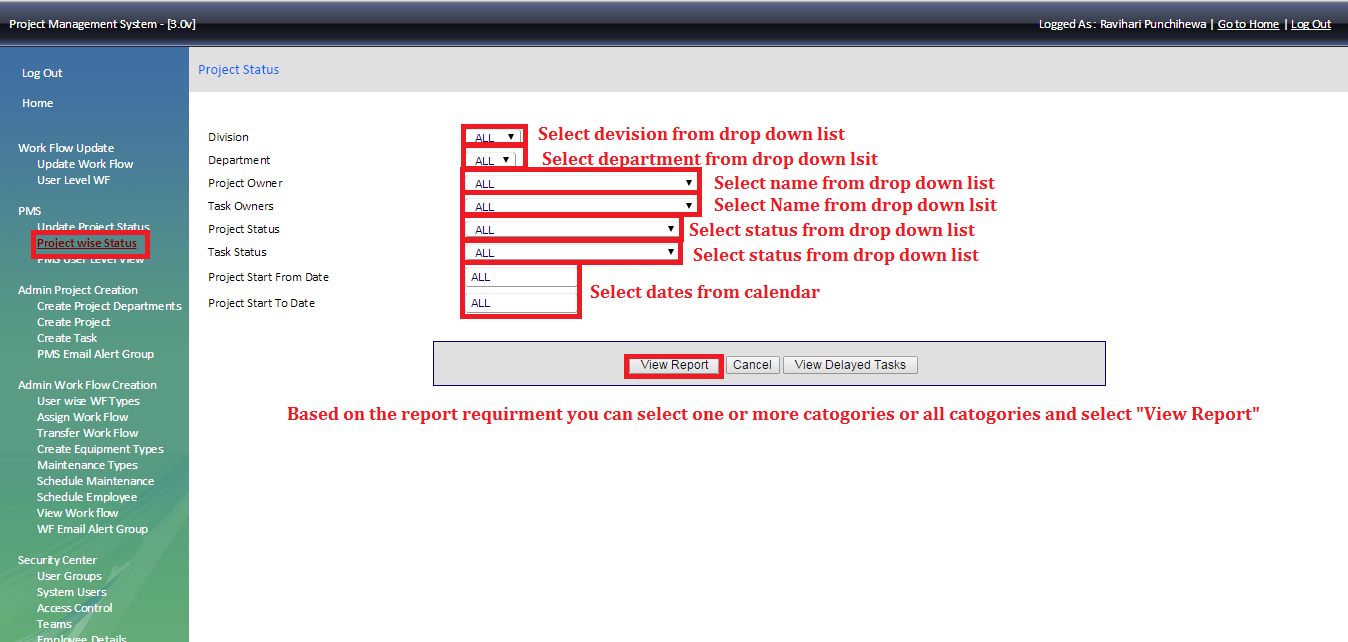 Project Management System - [3.0v]
Logged As : Ravihari Punchihewa | Go to Home | Log Out
Log Out
Home
Work Flow Update
Update Work Flow
User Level WF
PMS
Update Project Status
Project wise Status
PMS User Level View
Admin Project Creation
Create Project Departments
Create Project
Create Task
PMS Email Alert Group
Admin Work Flow Creation
User wise WF Types
Assign Work Flow
Transfer Work Flow
Create Equipment Types
Maintenance Types
Schedule Maintenance
Schedule Employee
View Work flow
WF Email Alert Group
Security Center
User Groups
System Users
Access Control
Teams
Employee Details
Project Status
Division ALL Select devision from drop down list
Department ALL Select department from drop down lsit
Project Owner ALL Select name from drop down list
Task Owners ALL Select Name from drop down lsit
Project Status ALL Select status from drop down list
Task Status ALL Select status from drop down list
Project Start From Date ALL
Select dates from calendar
Project Start To Date ALL
View Report Cancel View Delayed Tasks
Based on the report requirment you can select one or more catogories or all catogories and select "View Report"